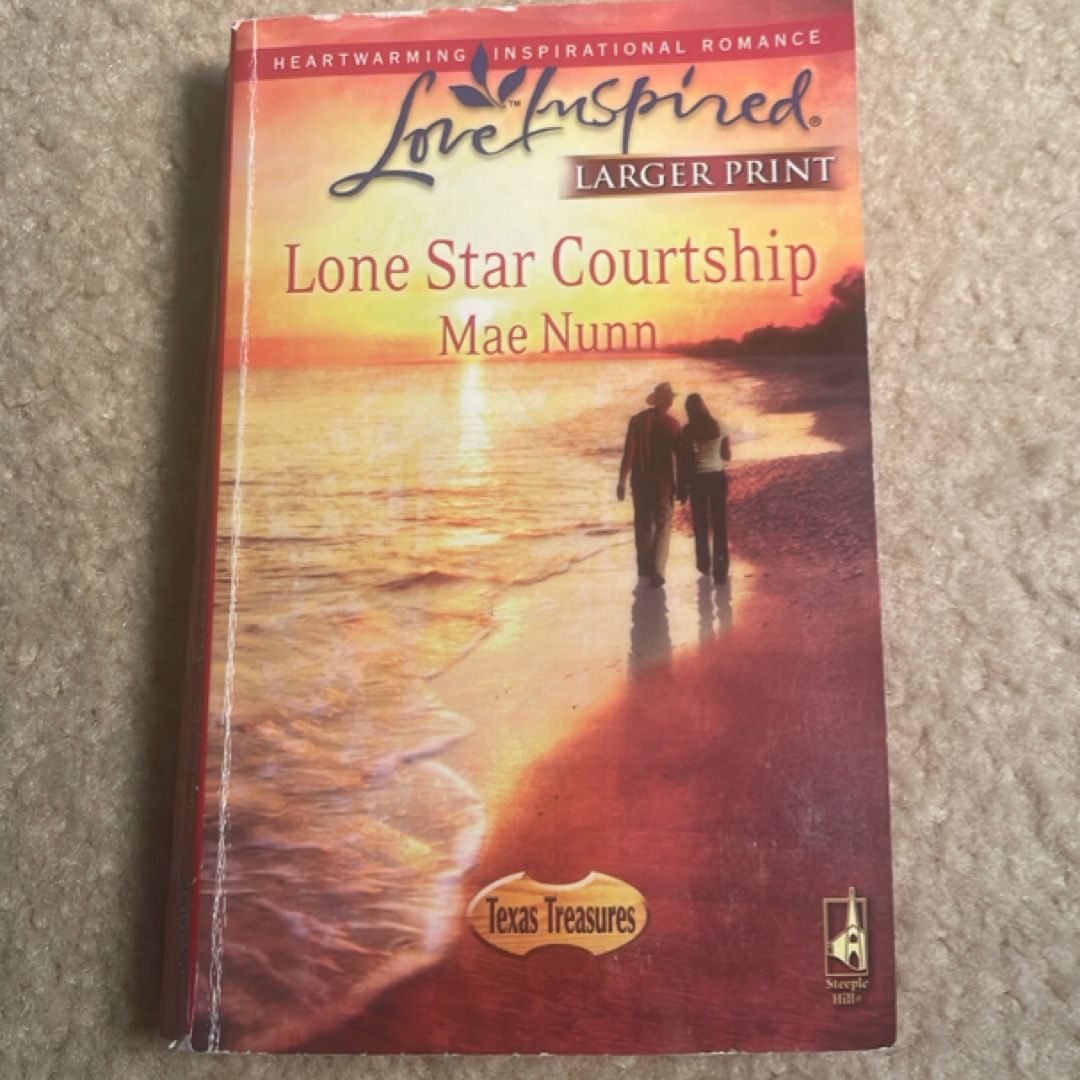 HEARTWARMING INSPIRATIONAL ROMANCE
Love Inspired®
LARGER PRINT
Lone Star Courtship
Mae Nunn
Texas Treasures
Steeple
Hill®